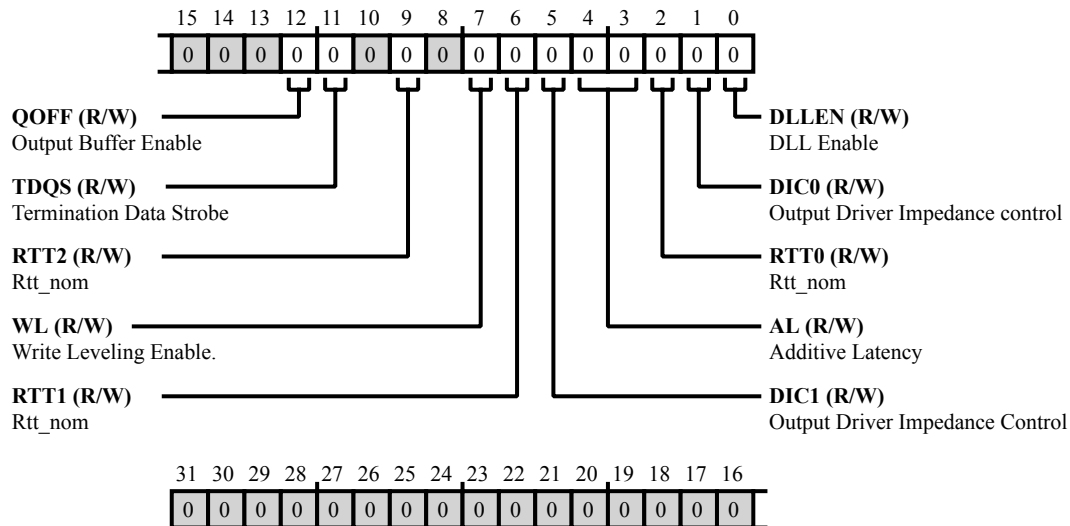 15 14 13 12 11 10 9 8 7 6 5 4 3 2 1 0
0 0 0 0 0 0 0 0 0 0 0 0 0 0 0 0
QOFF (R/W)
Output Buffer Enable
TDQS (R/W)
Termination Data Strobe
RTT2 (R/W)
Rtt_nom
WL (R/W)
Write Leveling Enable.
RTT1 (R/W)
Rtt_nom
DLLEN (R/W)
DLL Enable
DIC0 (R/W)
Output Driver Impedance control
RTT0 (R/W)
Rtt_nom
AL (R/W)
Additive Latency
DIC1 (R/W)
Output Driver Impedance Control
31 30 29 28 27 26 25 24 23 22 21 20 19 18 17 16
0 0 0 0 0 0 0 0 0 0 0 0 0 0 0 0